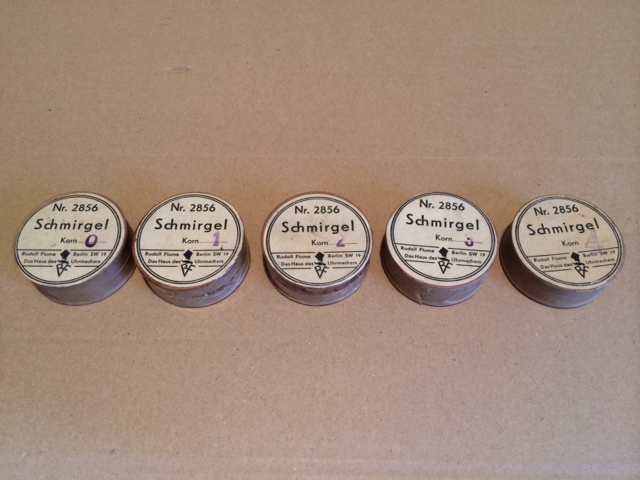 Nr. 2856
Schmirgel
Korn 0
Rudolf Flume Berlin SW 19
Das Haus des Uhrmachers
Nr. 2856
Schmirgel
Korn 1
Rudolf Flume Berlin SW 19
Das Haus des Uhrmachers
Nr. 2856
Schmirgel
Korn 2
Rudolf Flume Berlin SW 19
Das Haus des Uhrmachers
Nr. 2856
Schmirgel
Korn 3
Rudolf Flume Berlin SW 19
Das Haus des Uhrmachers
Nr. 2856
Schmirgel
Korn 4
Rudolf Flume Berlin SW 19
Das Haus des Uhrmachers